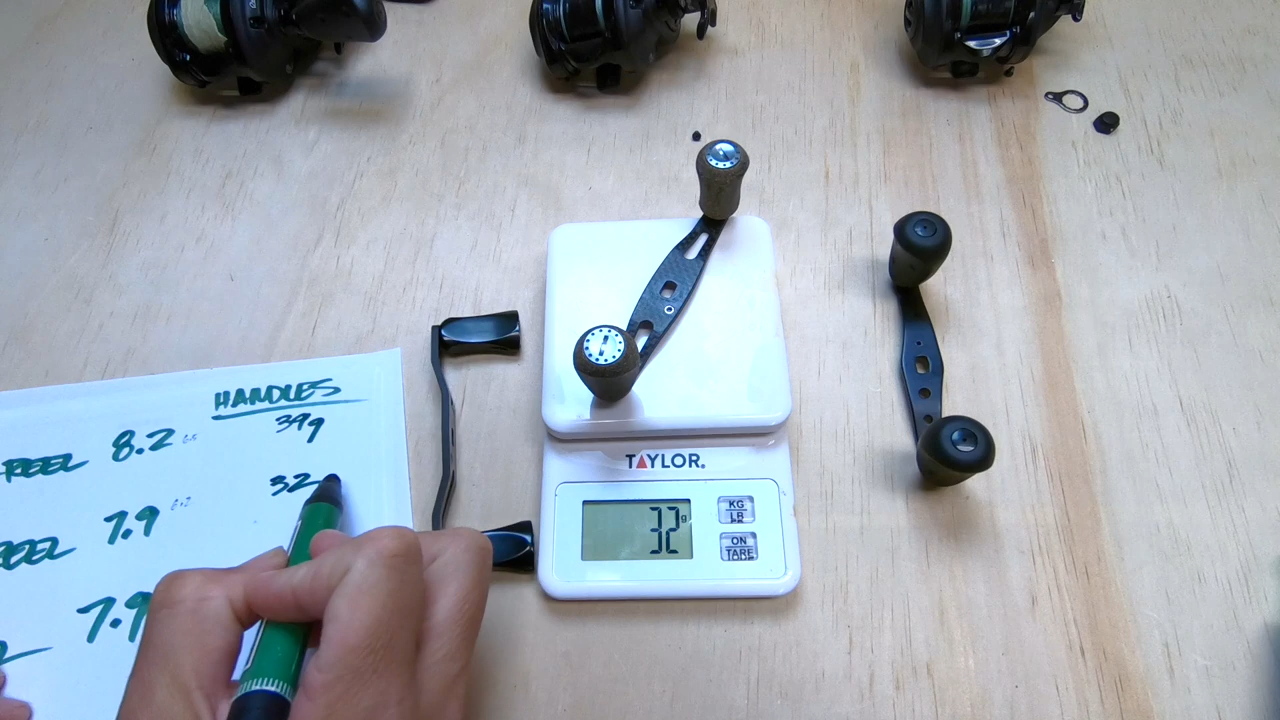 HANDLES
REEL 8.2 39g
32
7.9
REEL
7.9
TAYLOR®
32g
KG
LB
ON
TARE